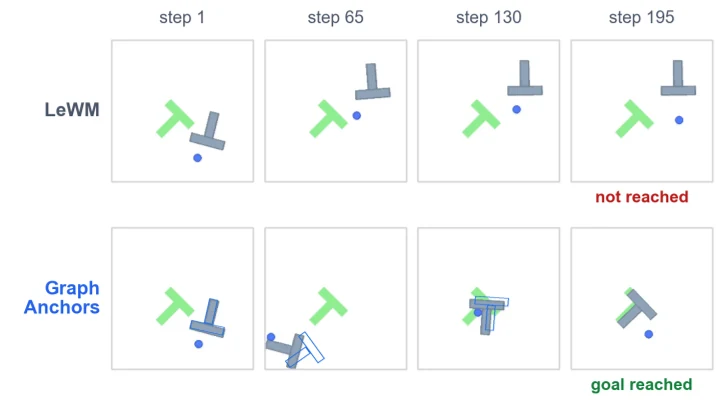 step 1
step 65
step 130
step 195
LeWM
not reached
Graph
Anchors
goal reached